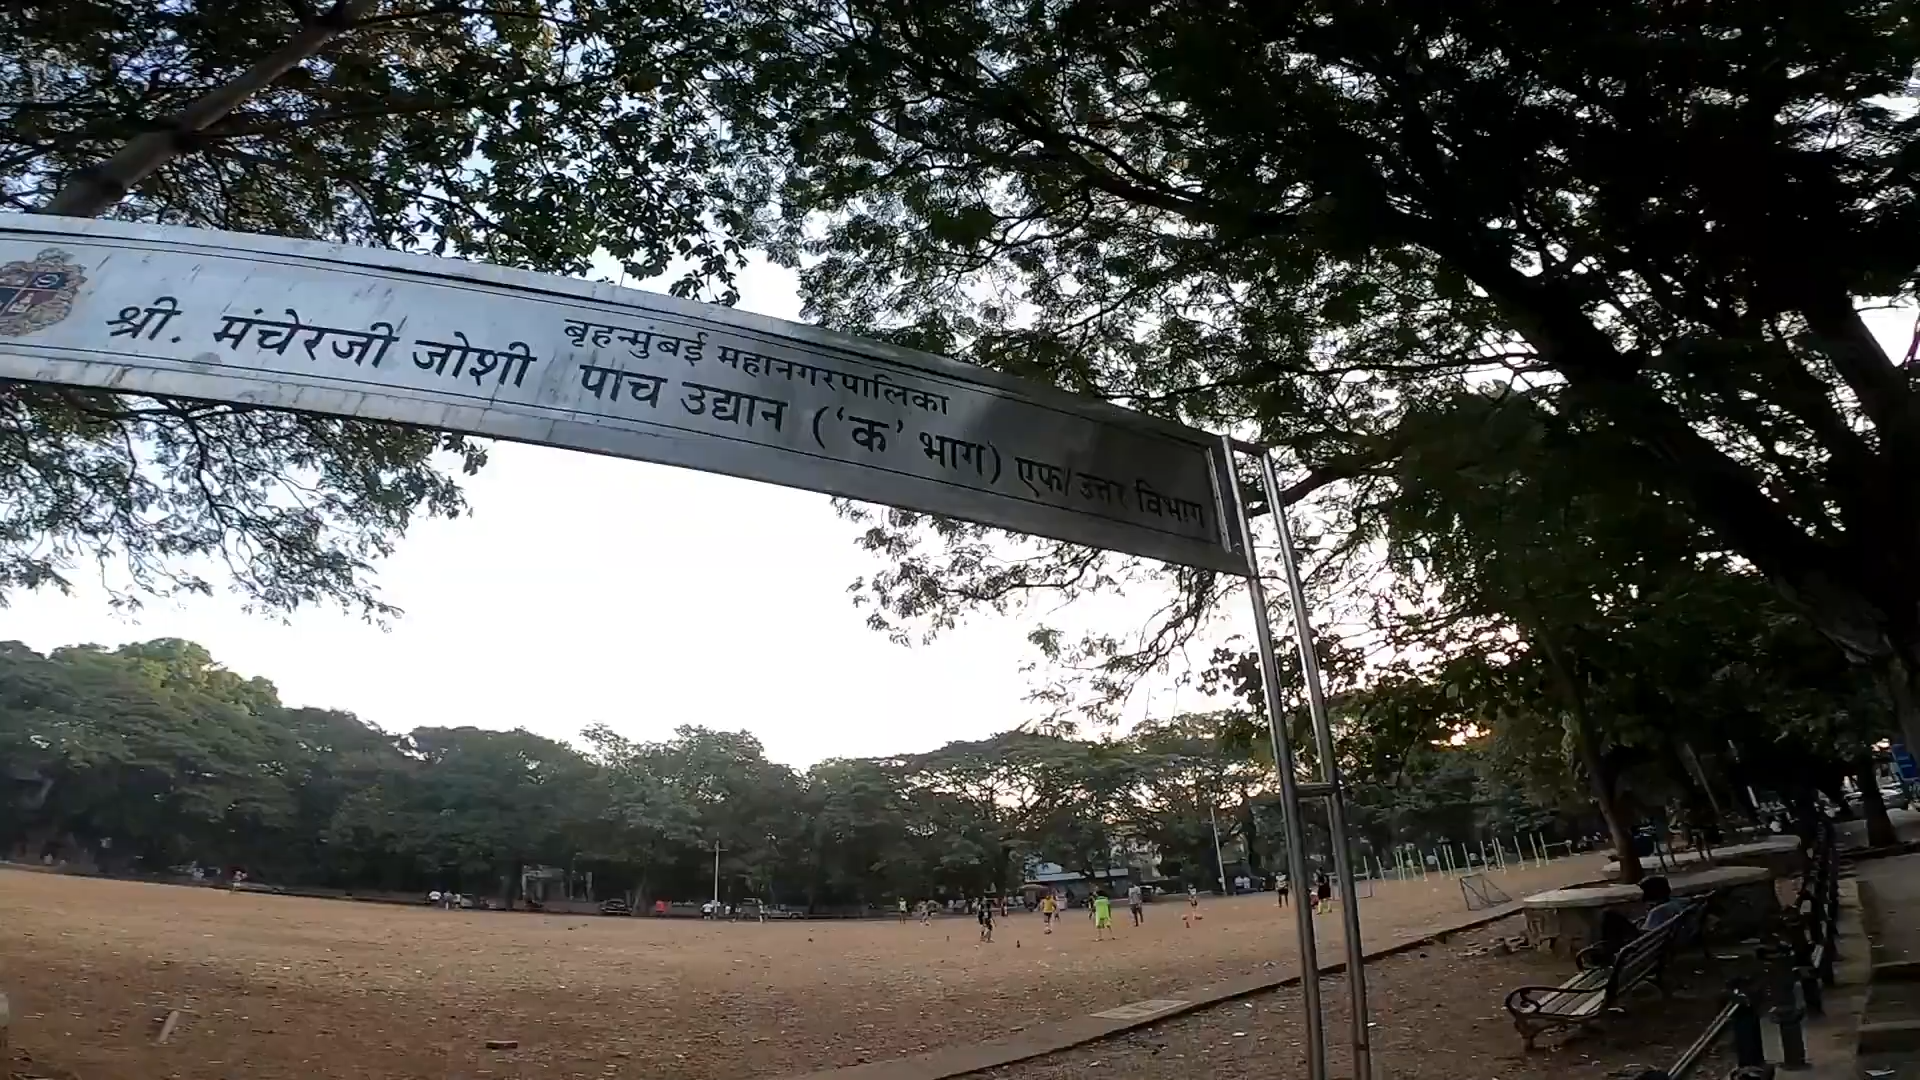 बृहन्मुंबई महानगरपालिका
श्री. मंचेरजी जोशी पाच उद्यान ('क' भाग) एफ/उत्तर विभाग